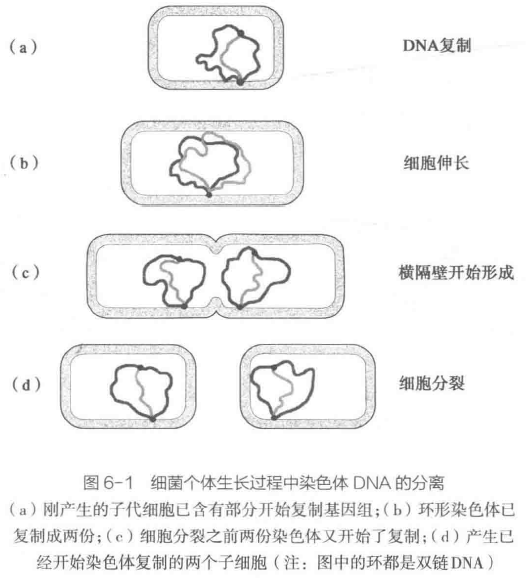 (a) DNA复制
(b) 细胞伸长
(c) 横隔壁开始形成
(d) 细胞分裂
图6-1 细菌个体生长过程中染色体DNA的分离
(a)刚产生的子代细胞已含有部分开始复制基因组;(b)环形染色体已
复制成两份;(c)细胞分裂之前两份染色体又开始了复制;(d)产生已
经开始染色体复制的两个子细胞(注:图中的环都是双链DNA)